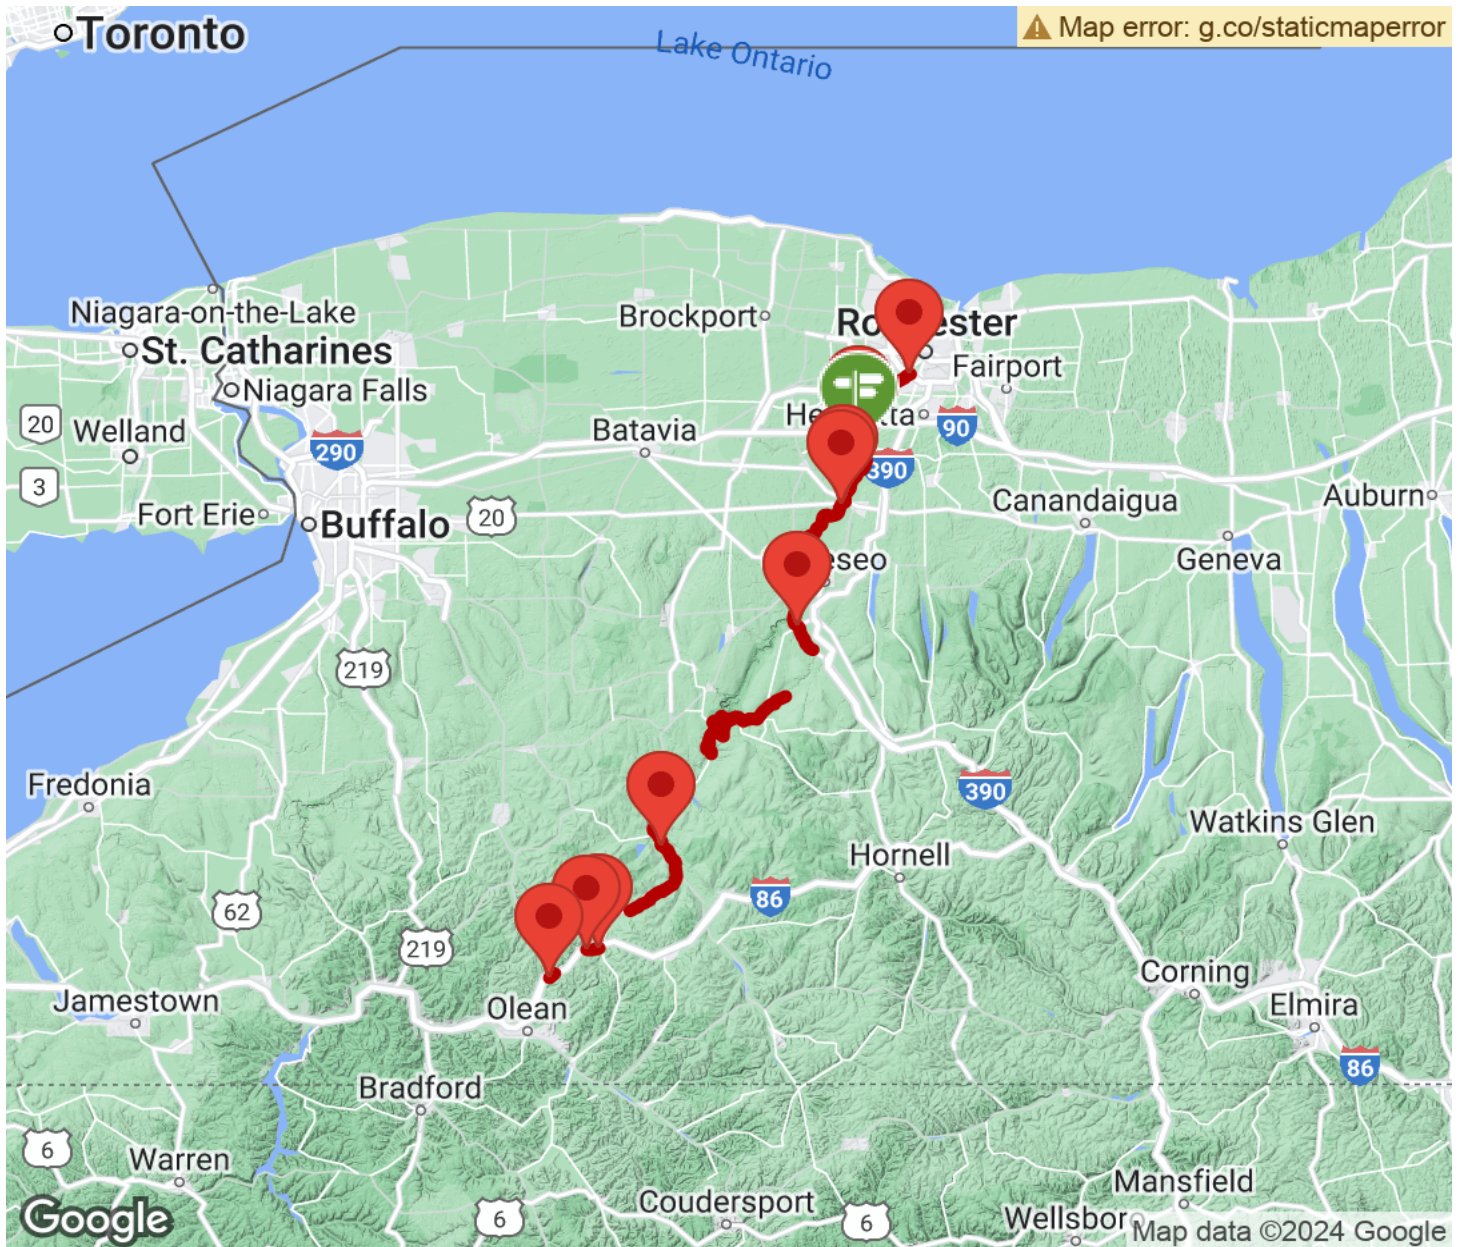 Toronto
Map error: g.co/staticmaperror
Lake Ontario
Niagara-on-the-Lake
Brockport
St. Catharines
Fairport
Niagara Falls
20
Welland
290
Batavia
90
3
390
Canandaigua
Auburn
Fort Erie
Buffalo
20
Geneva
219
Fredonia
390
Watkins Glen
Hornell
86
62
219
Corning
Jamestown
Olean
Elmira
86
Bradford
6
Warren
Mansfield
Coudersport
Google
6
6
Map data ©2024 Google